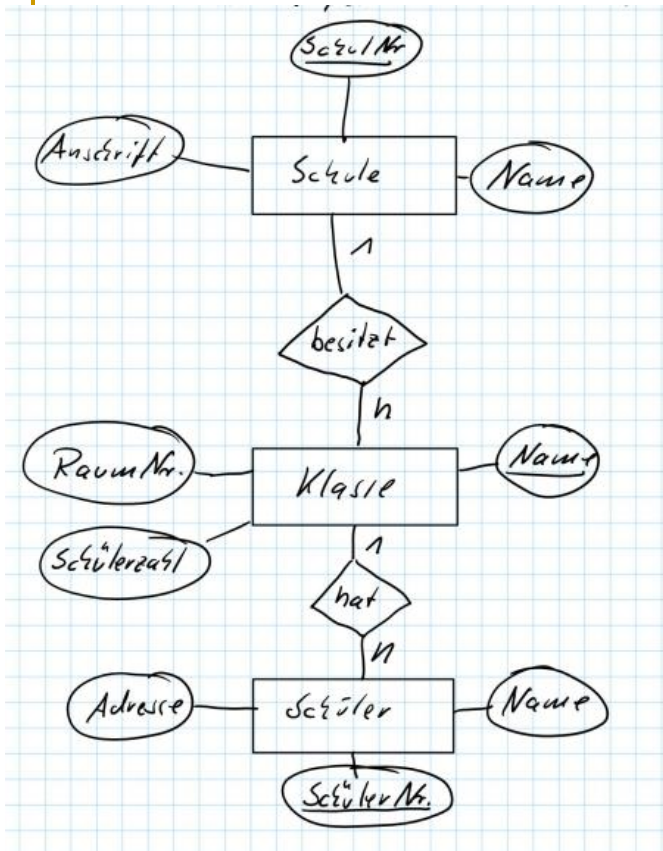 SchulNr
Anschrift
Schule
Name
1
besitzt
n
RaumNr.
Klasse
Name
Schülerzahl
1
hat
n
Adresse
Schüler
Name
SchülerNr.